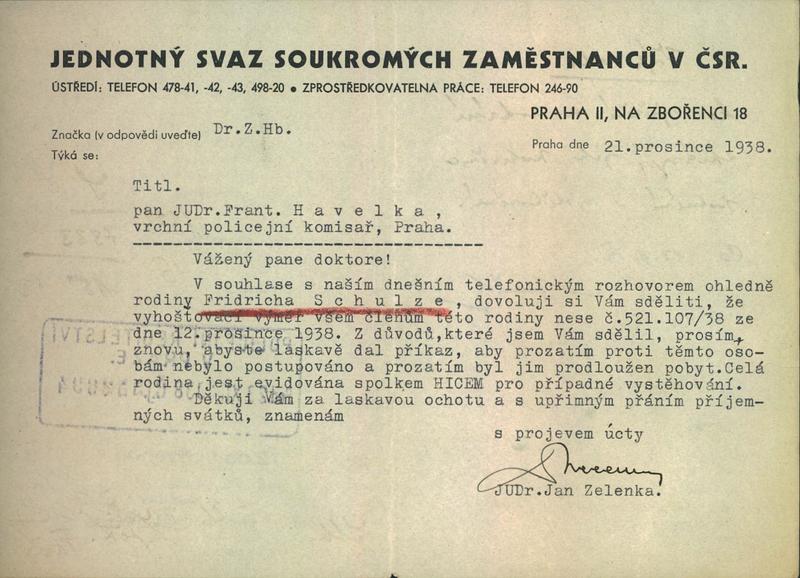 JEDNOTNÝ SVAZ SOUKROMÝCH ZAMĚSTNANCŮ V ČSR.
ÚSTŘEDÍ: TELEFON 478-41, -42, -43, 498-20 • ZPROSTŘEDKOVATELNA PRÁCE: TELEFON 246-90
PRAHA II, NA ZBOŘENCI 18
Značka (v odpovědi uveďte) Dr.Z.Hb.
Praha dne 21.prosince 1938.
Týká se:
Titl.
pan JUDr.Frant. H a v e l k a ,
vrchní policejní komisař, Praha.
Vážený pane doktore!
V souhlase s naším dnešním telefonickým rozhovorem ohledně
rodiny Fridricha S c h u l z e , dovoluji si Vám sděliti, že
vyhošťovací výměr všem členům této rodiny nese č.521.107/38 ze
dne 12.prosince 1938. Z důvodů,které jsem Vám sdělil, prosím,
znovu, abyste laskavě dal příkaz, aby prozatím proti těmto oso-
bám nebylo postupováno a prozatím byl jim prodloužen pobyt.Celá
rodina jest evidována spolkem HICEM pro případné vystěhování.
Děkuji Vám za laskavou ochotu a s upřimným přáním příjem-
ných svátků, znamenám
s projevem úcty
JUDr.Jan Zelenka.